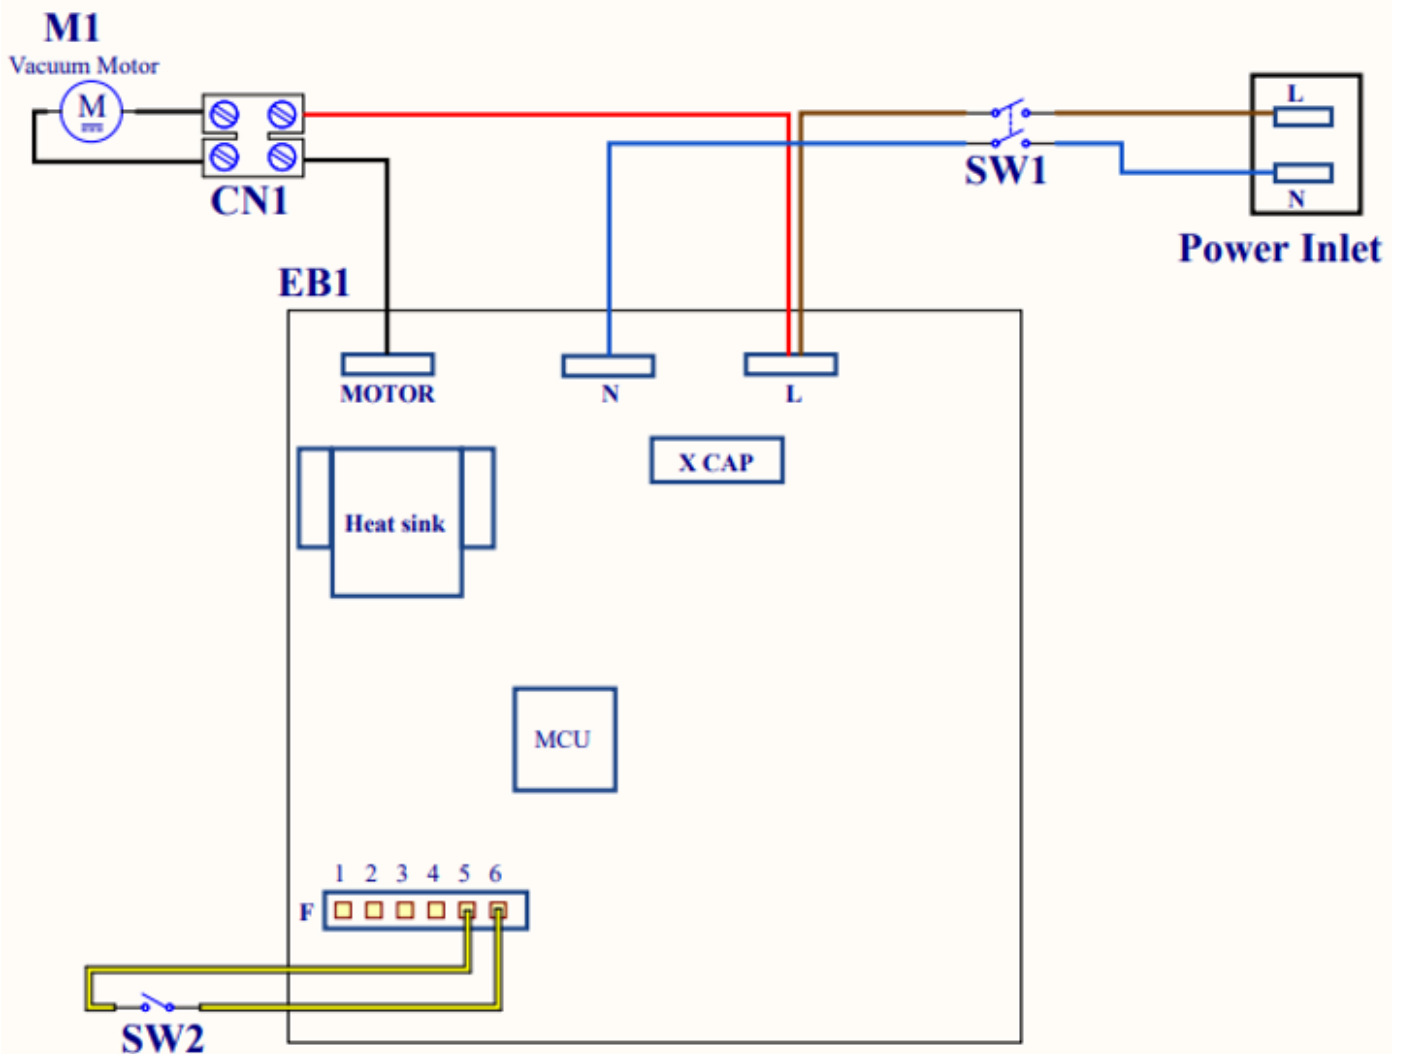 M1
Vacuum Motor
M
CN1
SW1
L
N
Power Inlet
EB1
MOTOR
N
L
X CAP
Heat sink
MCU
1 2 3 4 5 6
F
SW2